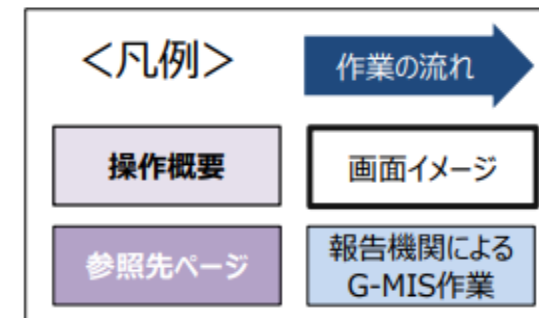 ＜凡例＞
作業の流れ
操作概要
画面イメージ
参照先ページ
報告機関による
G-MIS作業